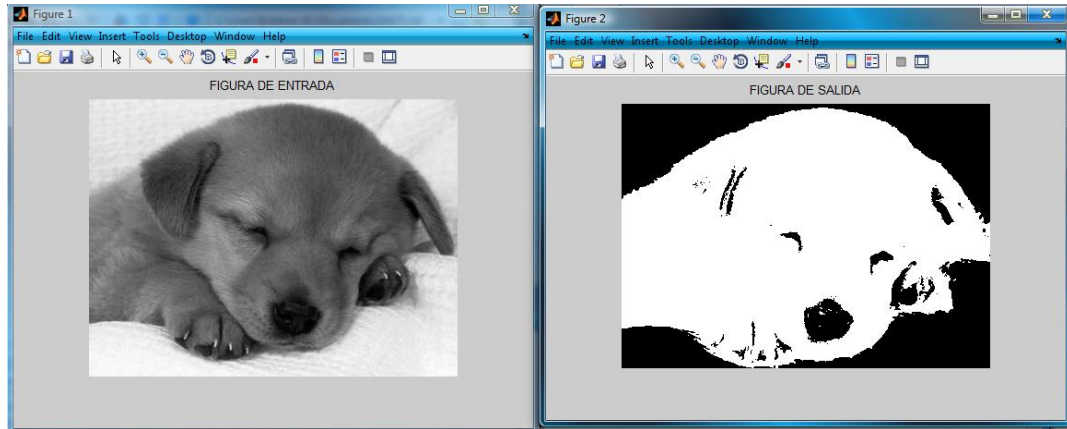 Figure 1
File Edit View Insert Tools Desktop Window Help
FIGURA DE ENTRADA
Figure 2
File Edit View Insert Tools Desktop Window Help
FIGURA DE SALIDA